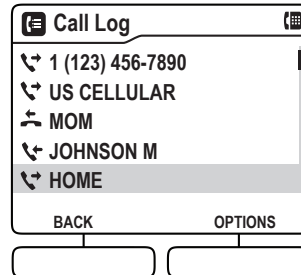 Call Log
1 (123) 456-7890
US CELLULAR
MOM
JOHNSON M
HOME
BACK OPTIONS